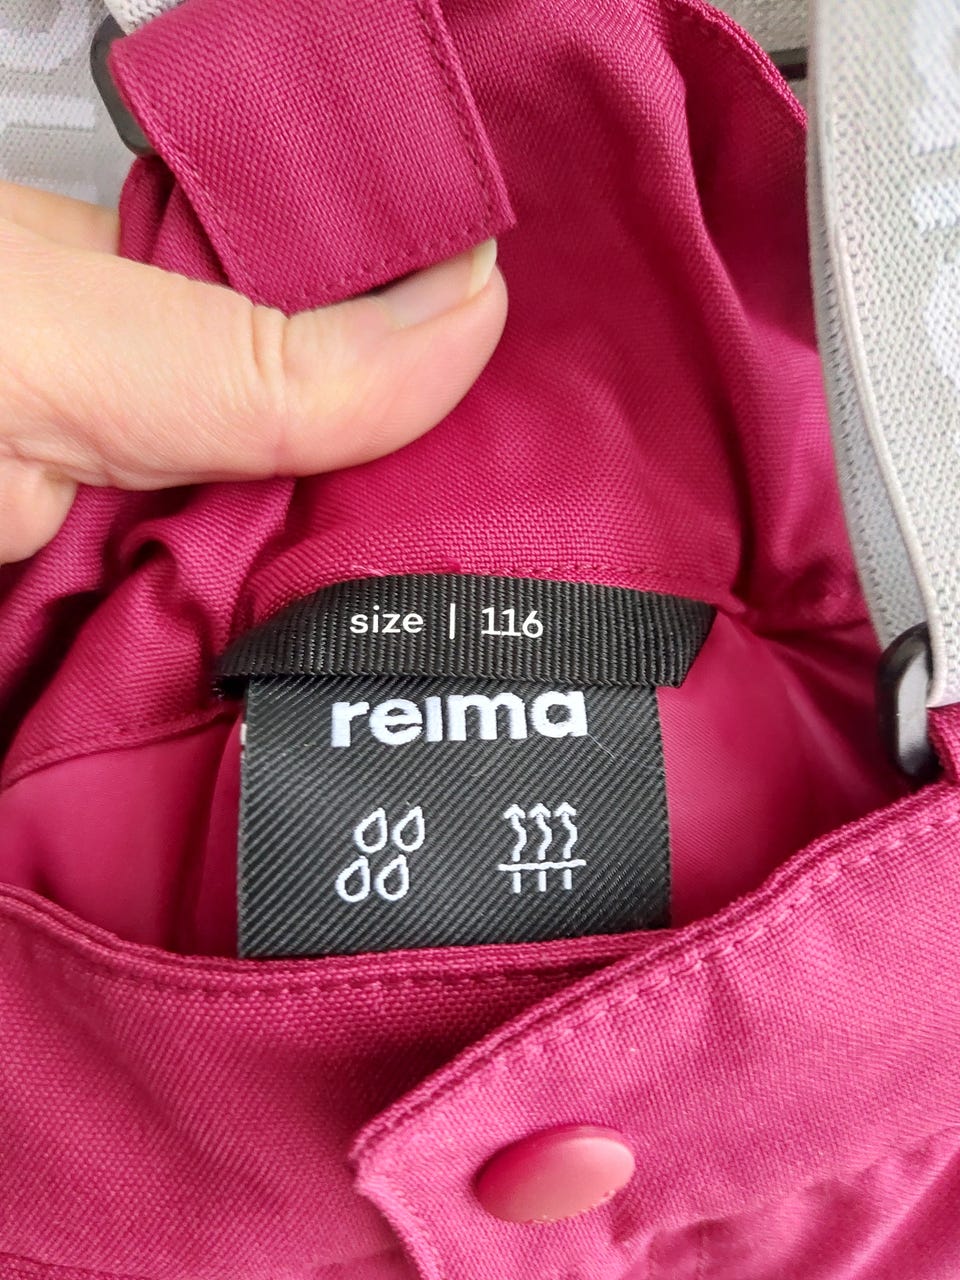 size | 116
reima